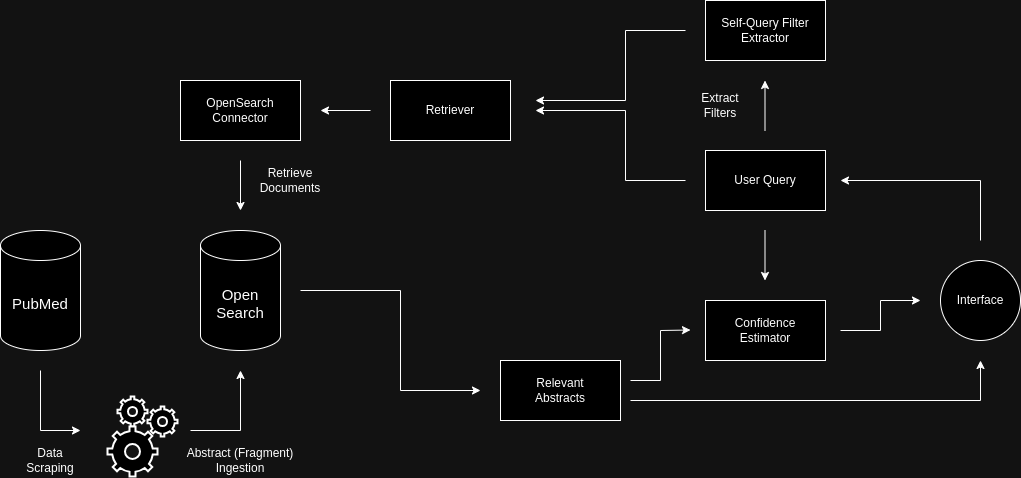 Self-Query Filter
Extractor
OpenSearch
Connector
Retriever
Extract
Filters
Retrieve
Documents
User Query
PubMed
Open
Search
Interface
Confidence
Estimator
Relevant
Abstracts
Data
Scraping
Abstract (Fragment)
Ingestion